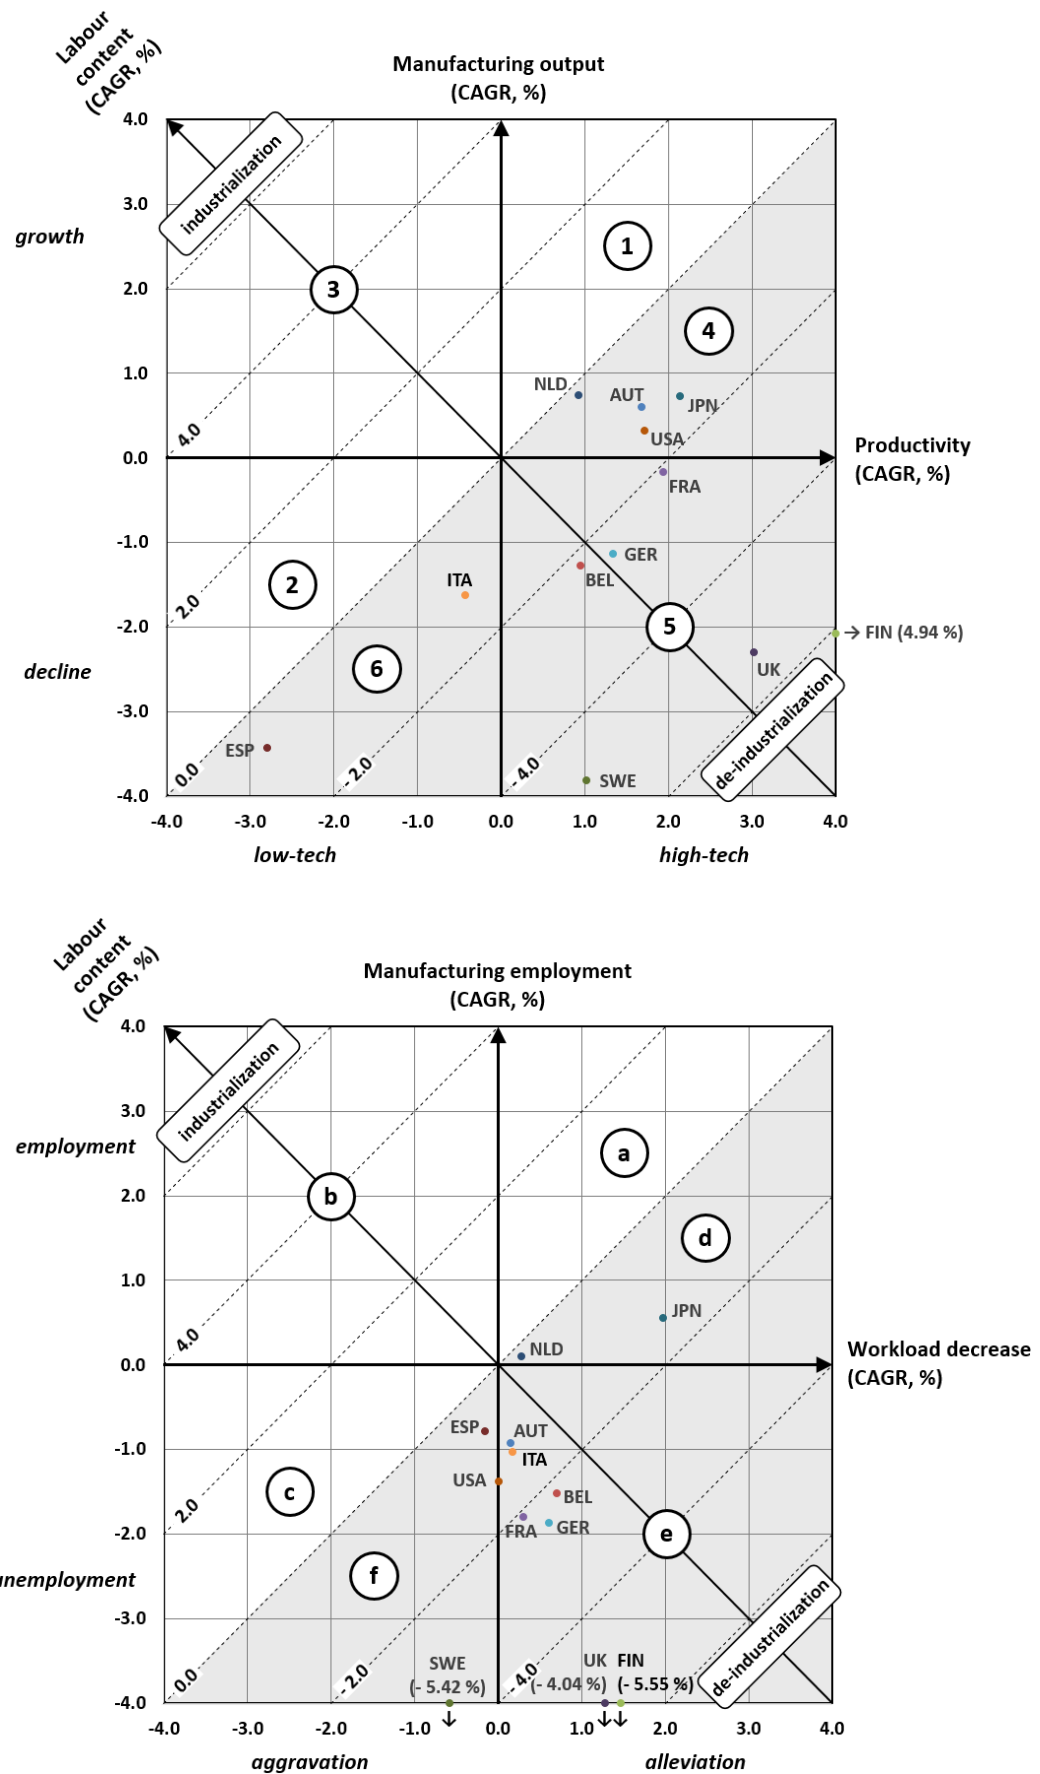 Labour
content
(CAGR, %)
Manufacturing output
(CAGR, %)
4.0
industrialization
3.0
growth
1
3
2.0
4
1.0
NLD
AUT
JPN
USA
4.0
0.0
Productivity
(CAGR, %)
FRA
-1.0
GER
BEL
ITA
2
2.0
-2.0
5
→ FIN (4.94 %)
decline
6
UK
-3.0
de-industrialization
ESP
0.0
- 2.0
- 4.0
SWE
-4.0
-4.0 -3.0 -2.0 -1.0 0.0 1.0 2.0 3.0 4.0
low-tech high-tech
Labour
content
(CAGR, %)
Manufacturing employment
(CAGR, %)
4.0
industrialization
3.0
employment
a
b
2.0
d
1.0
JPN
4.0
NLD
0.0
Workload decrease
(CAGR, %)
ESP
AUT
-1.0
ITA
USA
c
BEL
2.0
FRA
GER
-2.0
e
f
-3.0
de-industrialization
SWE
(- 5.42 %)
UK
(- 4.04 %)
FIN
(- 5.55 %)
0.0
- 2.0
- 4.0
-4.0
-4.0 -3.0 -2.0 -1.0 0.0 1.0 2.0 3.0 4.0
aggravation alleviation